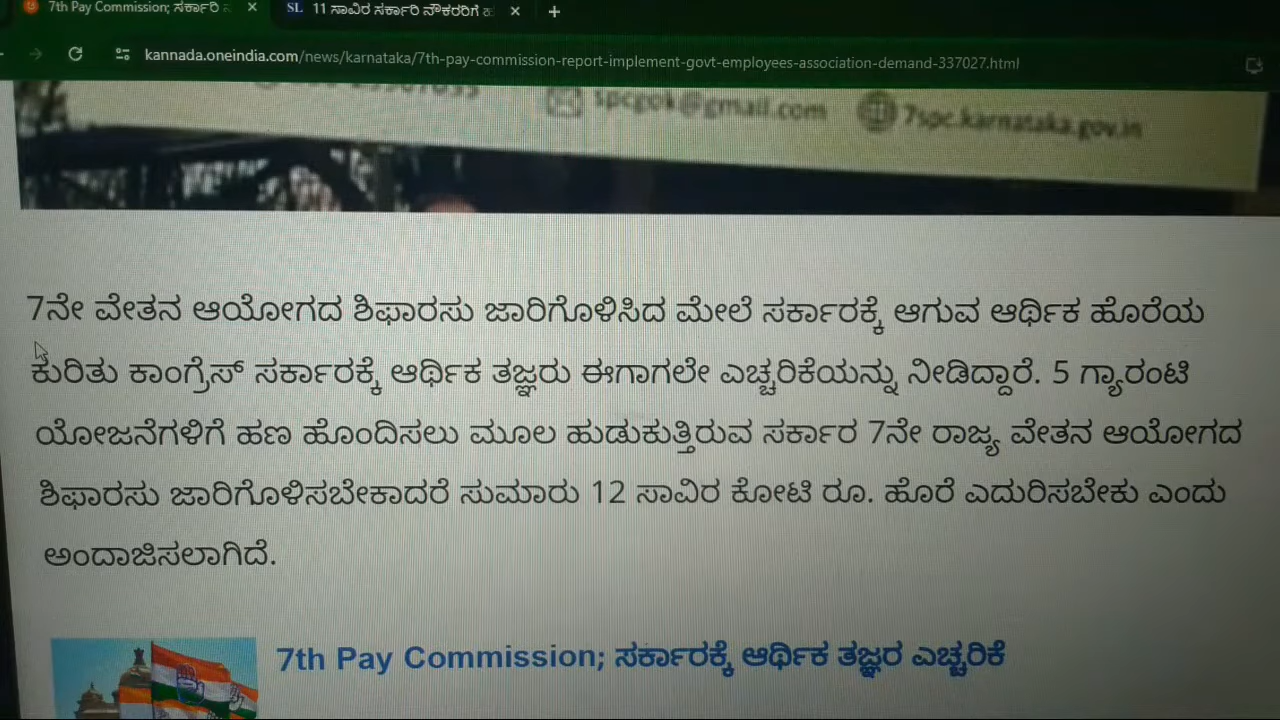 7th Pay Commission; ಸರ್ಕಾರಿ
SL 11 ಸಾವಿರ ಸರ್ಕಾರಿ ನೌಕರರಿಗೆ
kannada.oneindia.com/news/karnataka/7th-pay-commission-report-implement-govt-employees-association-demand-337027.html
spcgok@gmail.com 7spc.karnataka.gov.in
7ನೇ ವೇತನ ಆಯೋಗದ ಶಿಫಾರಸು ಜಾರಿಗೊಳಿಸಿದ ಮೇಲೆ ಸರ್ಕಾರಕ್ಕೆ ಆಗುವ ಆರ್ಥಿಕ ಹೊರೆಯ
ಕುರಿತು ಕಾಂಗ್ರೆಸ್ ಸರ್ಕಾರಕ್ಕೆ ಆರ್ಥಿಕ ತಜ್ಞರು ಈಗಾಗಲೇ ಎಚ್ಚರಿಕೆಯನ್ನು ನೀಡಿದ್ದಾರೆ. 5 ಗ್ಯಾರಂಟಿ
ಯೋಜನೆಗಳಿಗೆ ಹಣ ಹೊಂದಿಸಲು ಮೂಲ ಹುಡುಕುತ್ತಿರುವ ಸರ್ಕಾರ 7ನೇ ರಾಜ್ಯ ವೇತನ ಆಯೋಗದ
ಶಿಫಾರಸು ಜಾರಿಗೊಳಿಸಬೇಕಾದರೆ ಸುಮಾರು 12 ಸಾವಿರ ಕೋಟಿ ರೂ. ಹೊರೆ ಎದುರಿಸಬೇಕು ಎಂದು
ಅಂದಾಜಿಸಲಾಗಿದೆ.
7th Pay Commission; ಸರ್ಕಾರಕ್ಕೆ ಆರ್ಥಿಕ ತಜ್ಞರ ಎಚ್ಚರಿಕೆ